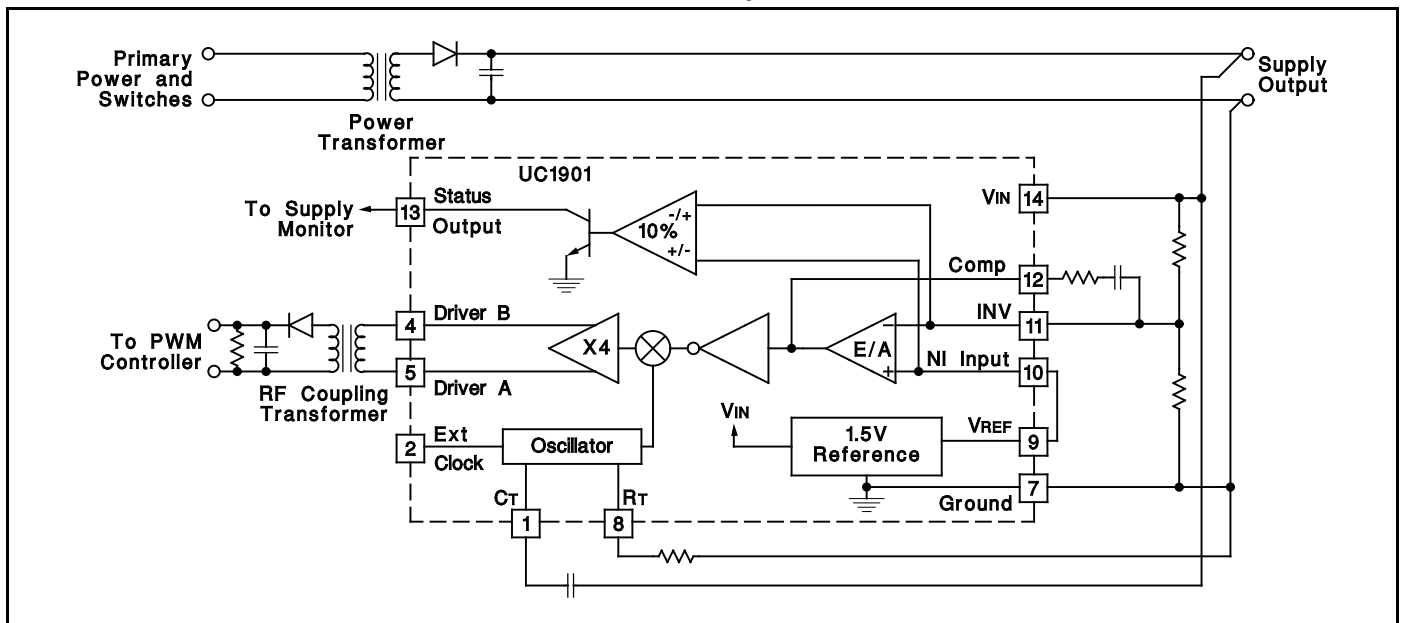 Primary
Power and
Switches
Supply
Output
Power
Transformer
UC1901
To Supply
Monitor
13
Status
Output
-/+
10%
+/-
VIN
14
Comp
12
To PWM
Controller
RF Coupling
Transformer
4
Driver B
5
Driver A
X4
E/A
−
+
INV
11
NI Input
10
2
Ext
Clock
Oscillator
VIN
1.5V
Reference
VREF
9
Ground
7
CT
1
RT
8